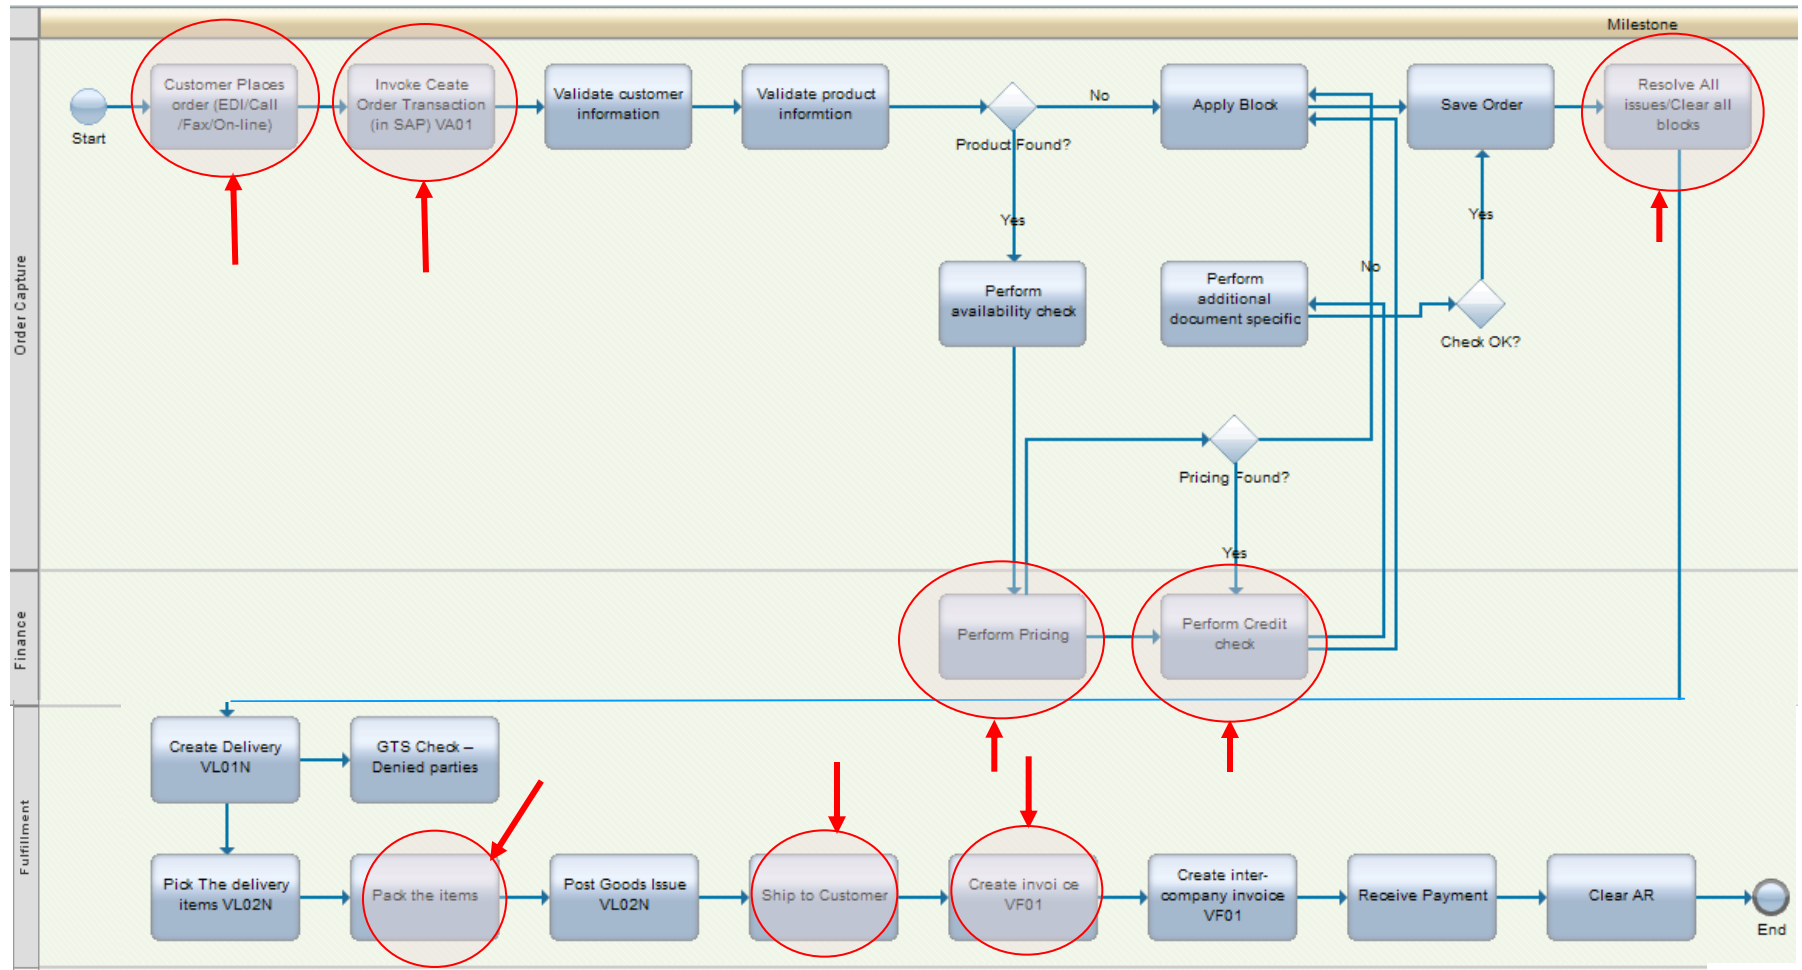 Milestone
Order Capture
Start
Customer Places
order (EDI/Call
/Fax/On-line)
Invoke Ceate
Order Transaction
(in SAP) VA01
Validate customer
information
Validate product
informtion
Product Found?
No
Yes
Apply Block
Save Order
Resolve All
issues/Clear all
blocks
Perform
availability check
Perform
additional
document specific
No
Yes
Check OK?
Pricing Found?
Yes
Finance
Perform Pricing
Perform Credit
check
Fulfillment
Create Delivery
VL01N
GTS Check –
Denied parties
Pick The delivery
items VL02N
Pack the items
Post Goods Issue
VL02N
Ship to Customer
Create invoi ce
VF01
Create inter-
company invoice
VF01
Receive Payment
Clear AR
End